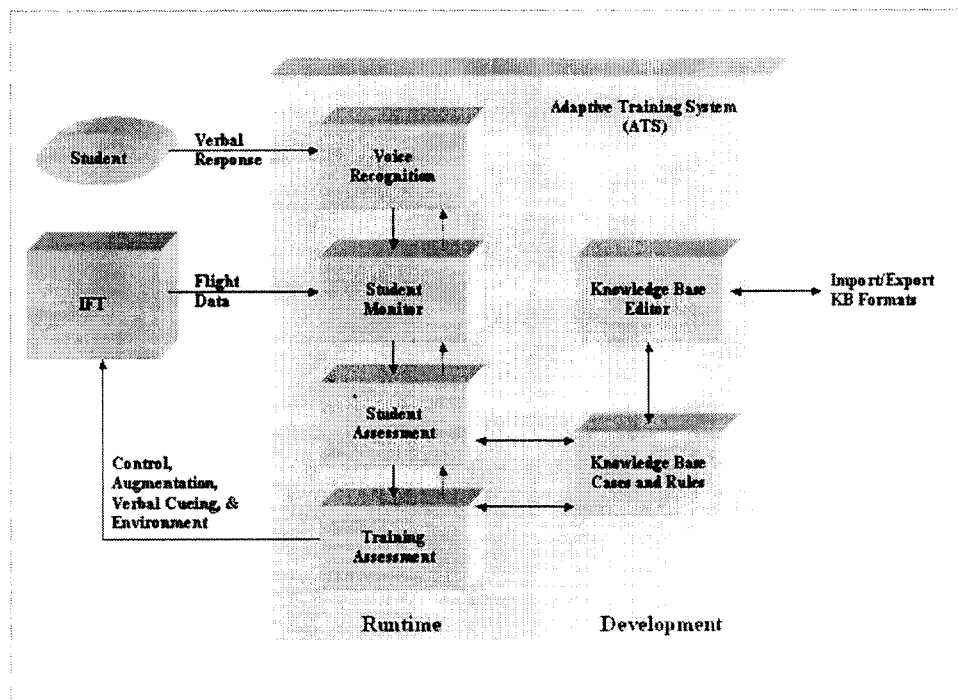 Adaptive Training System
(ATS)
Student
Verbal
Response
Voice
Recognition
IFT
Flight
Data
Student
Monitor
Knowledge Base
Editor
Import/Export
KB Formats
Student
Assessment
Knowledge Base
Cases and Rules
Control,
Augmentation,
Verbal Cueing, &
Environment
Training
Assessment
Runtime
Development